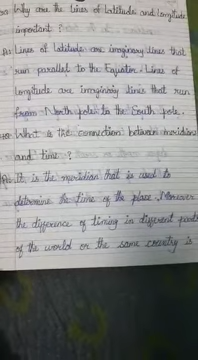 Why are the lines of latitude and longitude
important ?
A: Lines of latitude are imaginary lines that
run parallel to the Equator. Lines of
longitude are imaginary lines that run
from North pole to the South pole.
What is the connection between meridian
and time ?
A: It is the meridian that is used to
determine the time of the place. Moreover
the difference of timing in different parts
of the world or the same country is